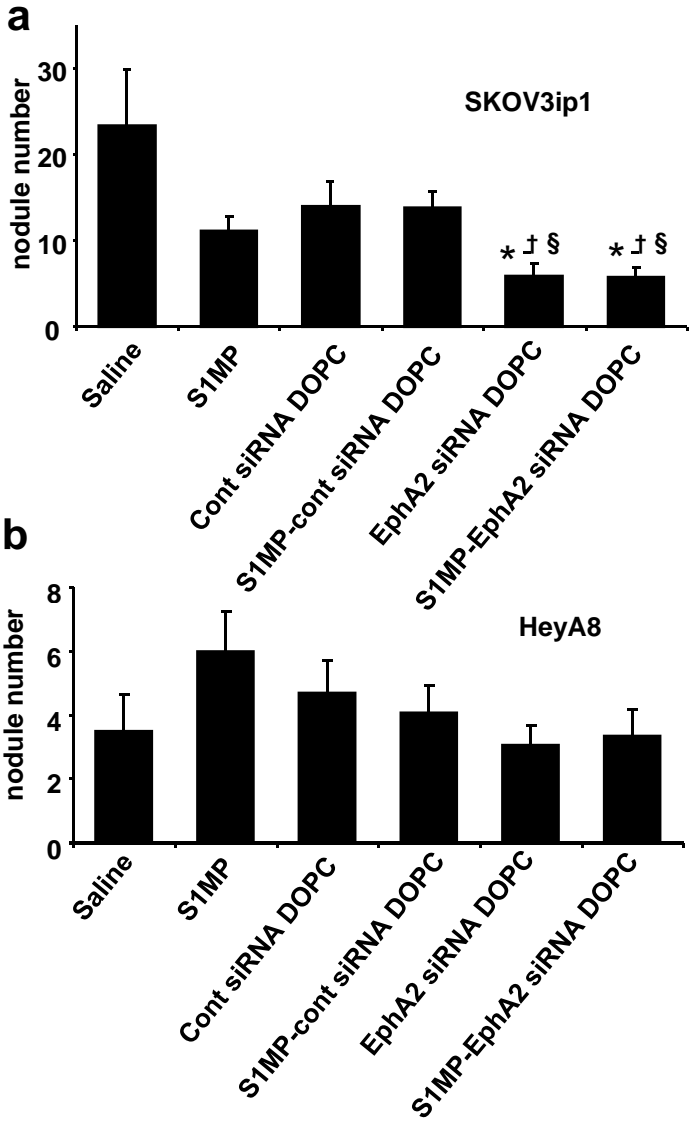 a
nodule number
30
20
10
0
SKOV3ip1
* † §
* † §
Saline
S1MP
Cont siRNA DOPC
S1MP-cont siRNA DOPC
EphA2 siRNA DOPC
S1MP-EphA2 siRNA DOPC
b
nodule number
8
6
4
2
0
HeyA8
Saline
S1MP
Cont siRNA DOPC
S1MP-cont siRNA DOPC
EphA2 siRNA DOPC
S1MP-EphA2 siRNA DOPC